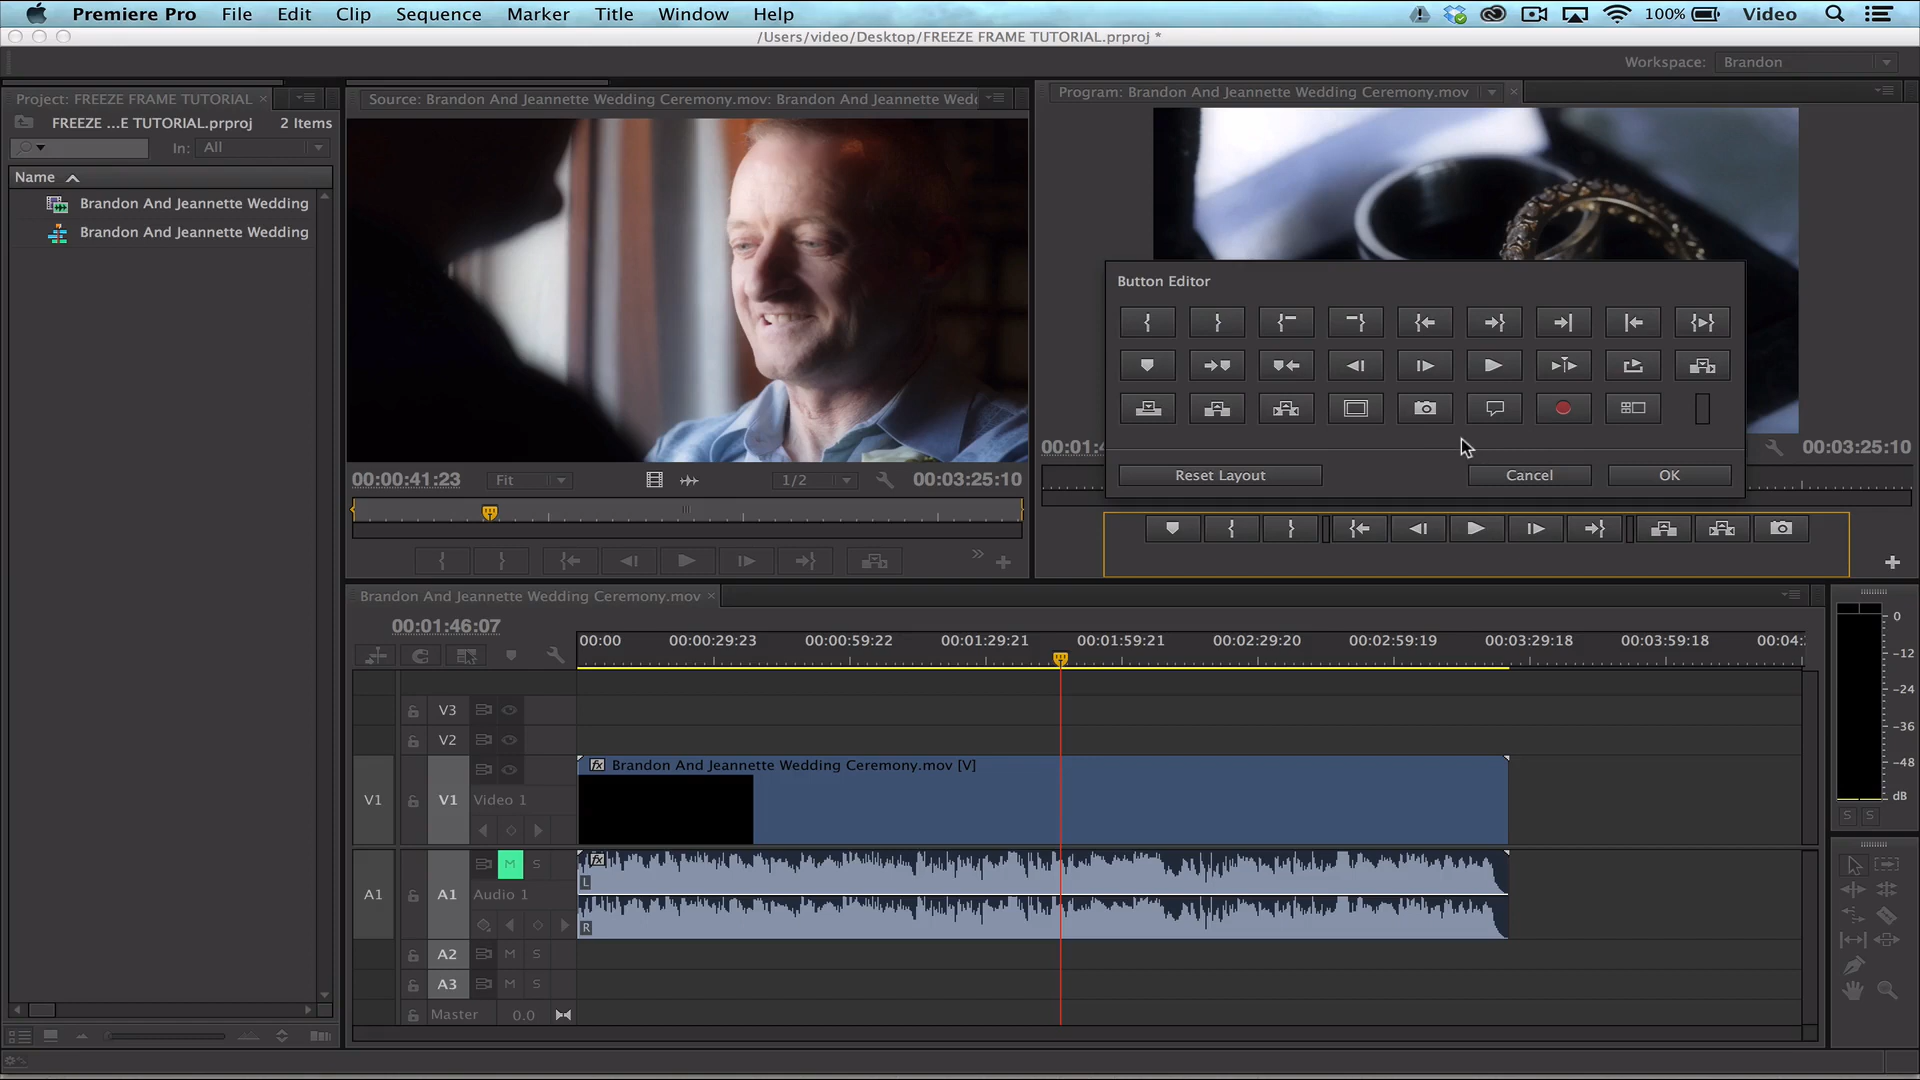 Premiere Pro File Edit Clip Sequence Marker Title Window Help 100% Video
/Users/video/Desktop/FREEZE FRAME TUTORIAL.prproj *
Workspace: Brandon
Project: FREEZE FRAME TUTORIAL ×
FREEZE ...E TUTORIAL.prproj 2 Items
In: All
Name
Brandon And Jeannette Wedding
Brandon And Jeannette Wedding
Source: Brandon And Jeannette Wedding Ceremony.mov: Brandon And Jeannette Wedd
00:00:41:23 Fit 1/2 00:03:25:10
Program: Brandon And Jeannette Wedding Ceremony.mov ×
Button Editor
00:01:4 00:03:25:10
Reset Layout Cancel OK
Brandon And Jeannette Wedding Ceremony.mov ×
00:01:46:07
00:00 00:00:29:23 00:00:59:22 00:01:29:21 00:01:59:21 00:02:29:20 00:02:59:19 00:03:29:18 00:03:59:18 00:04:
V3
V2
Brandon And Jeannette Wedding Ceremony.mov [V]
V1 V1 Video 1
M S
L
A1 A1 Audio 1
R
A2 M S
A3 M S
Master 0.0
0
-12
-24
-36
-48
dB
S S